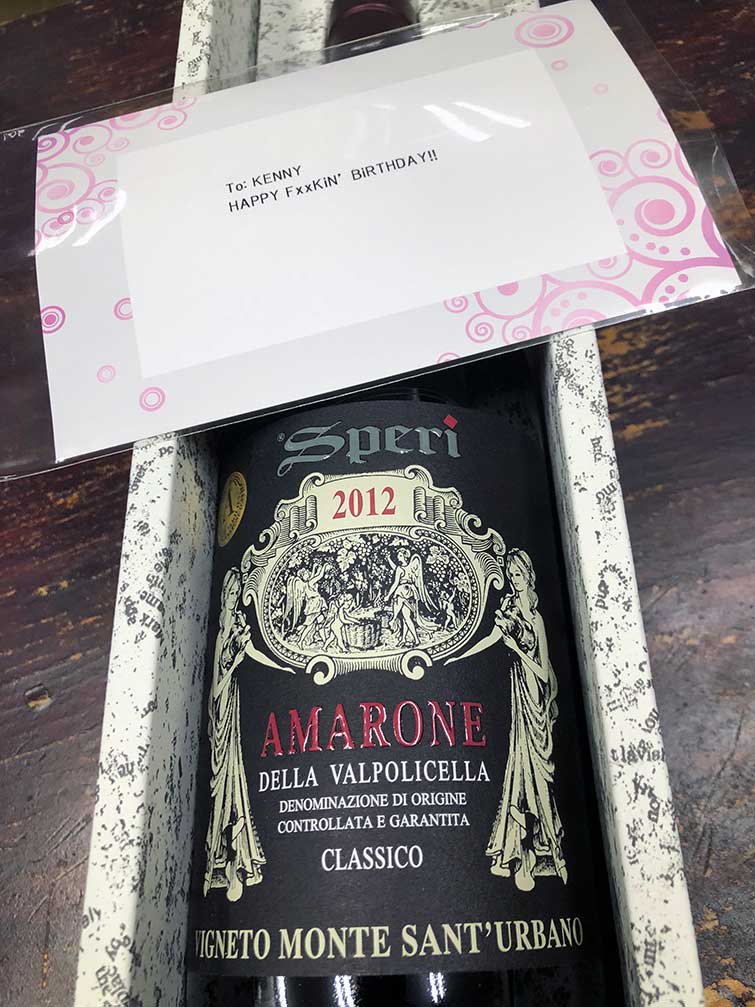 To: KENNY
HAPPY FxxKiN' BiRTHDAY!!
Speri
2012
AMARONE
DELLA VALPOLICELLA
DENOMINAZIONE DI ORIGINE
CONTROLLATA E GARANTITA
CLASSICO
VIGNETO MONTE SANT'URBANO